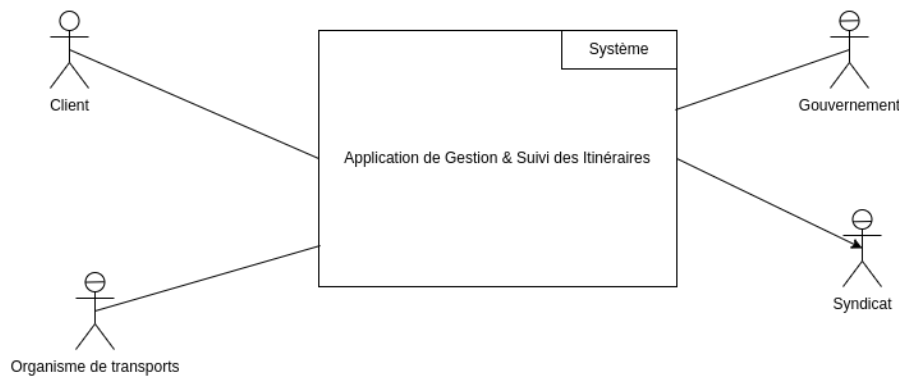 Système
Client
Gouvernement
Application de Gestion & Suivi des Itinéraires
Syndicat
Organisme de transports